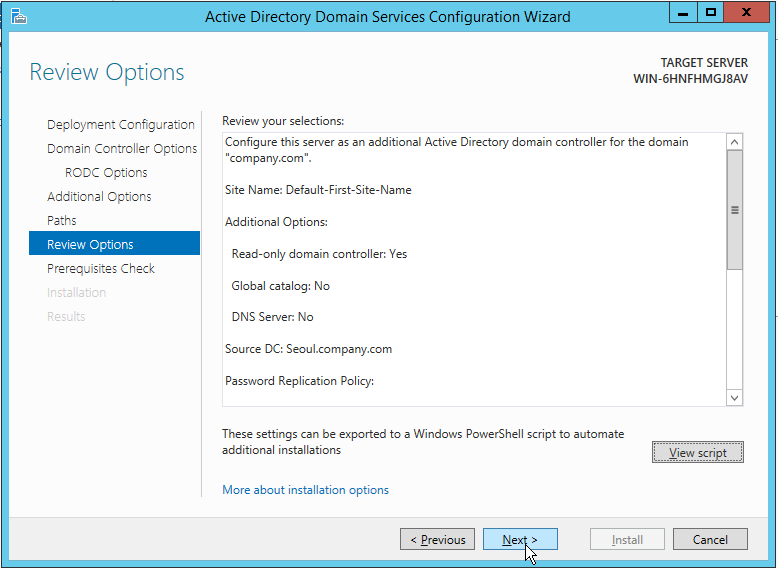 Active Directory Domain Services Configuration Wizard
Review Options
TARGET SERVER
WIN-6HNFHMGJ8AV
Deployment Configuration
Domain Controller Options
RODC Options
Additional Options
Paths
Review Options
Prerequisites Check
Installation
Results
Review your selections:
Configure this server as an additional Active Directory domain controller for the domain
"company.com".
Site Name: Default-First-Site-Name
Additional Options:
Read-only domain controller: Yes
Global catalog: No
DNS Server: No
Source DC: Seoul.company.com
Password Replication Policy:
These settings can be exported to a Windows PowerShell script to automate
additional installations
View script
More about installation options
< Previous
Next >
Install
Cancel